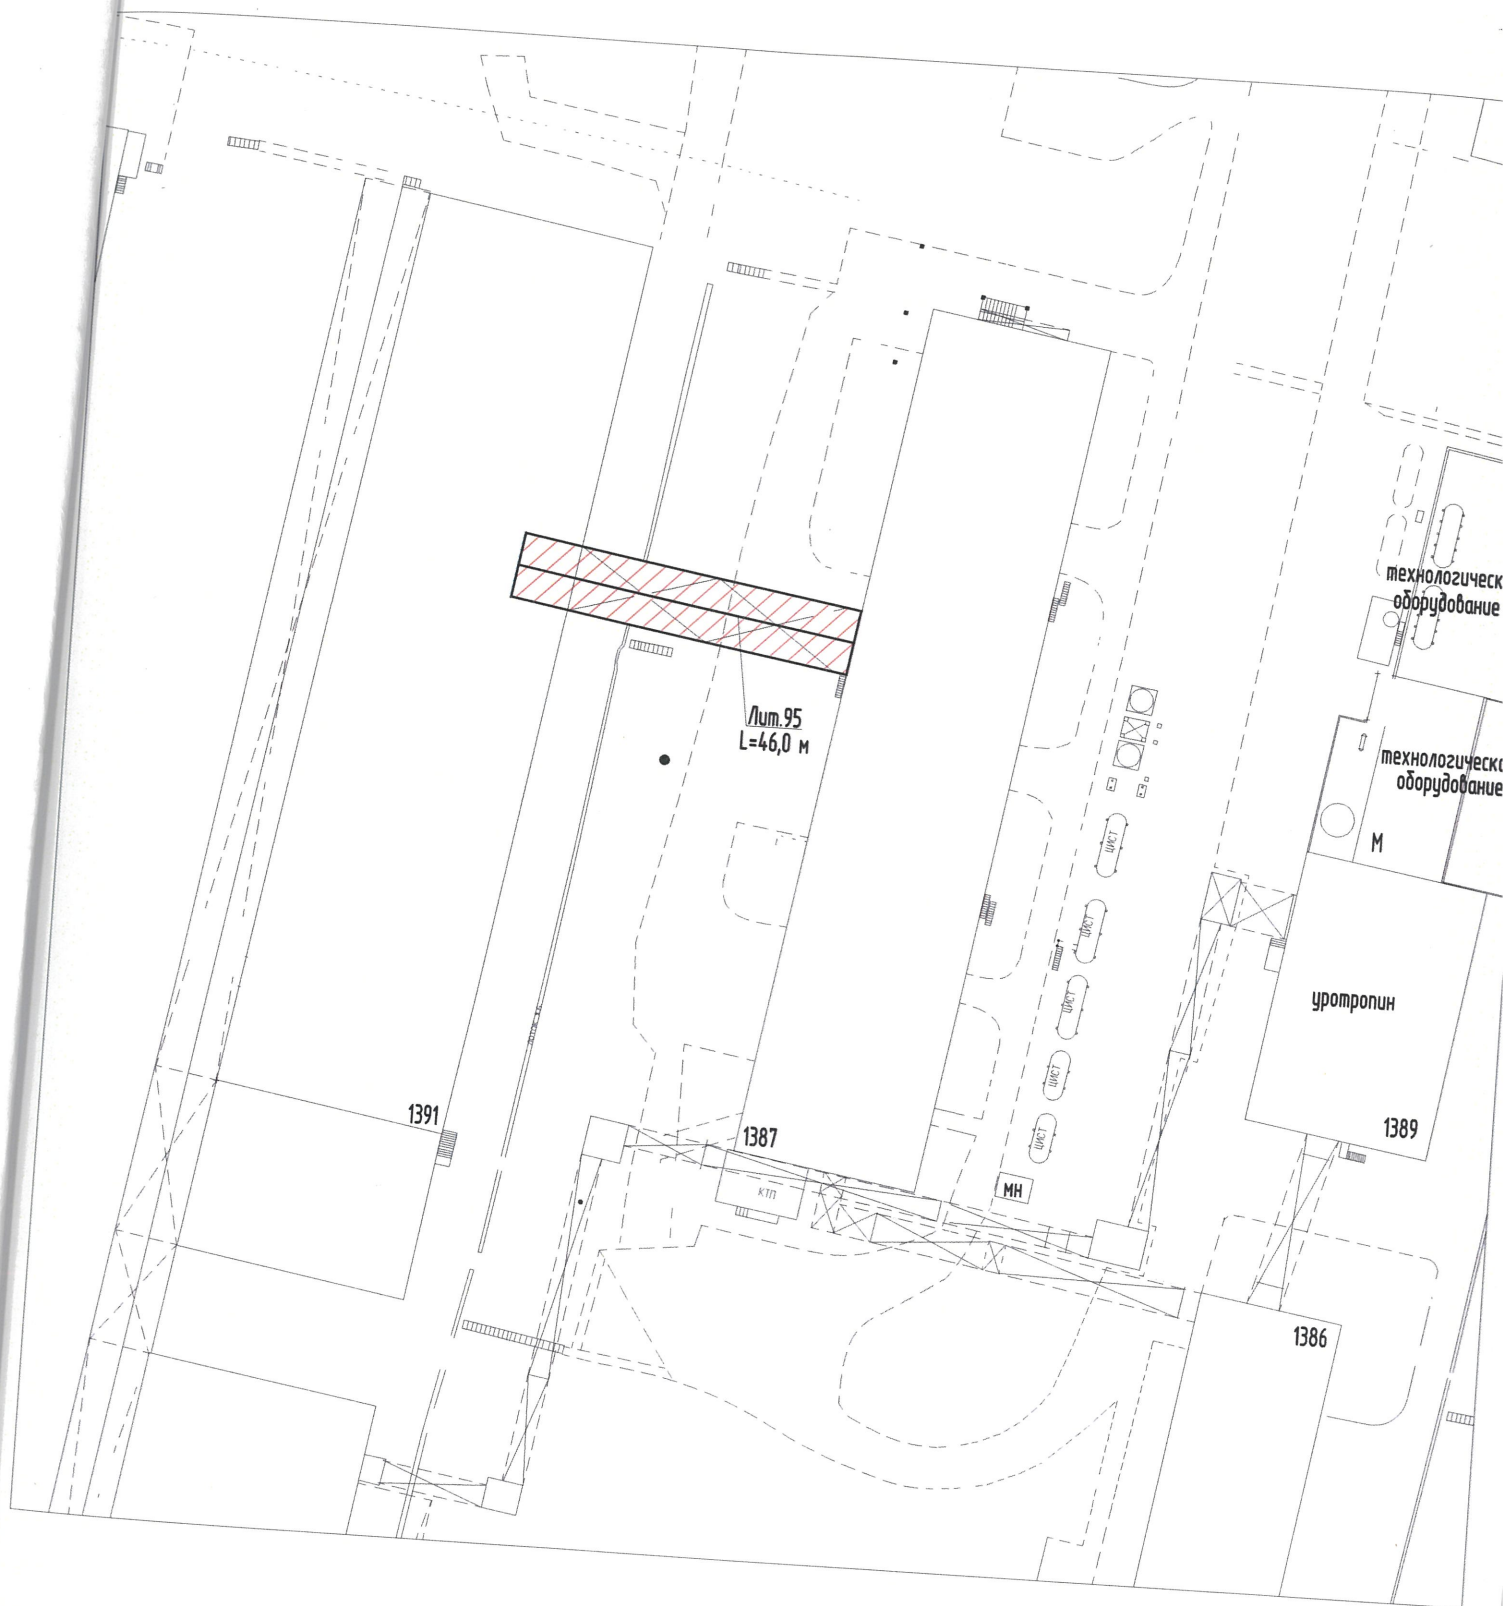 технологическ
оборудование
Лит.95
L=46,0 м
технологическо
оборудование
М
ЦИСТ
ЦИСТ
уротропин
ЦИСТ
ЦИСТ
1391
1389
ЦИСТ
1387
КТП
МН
1386